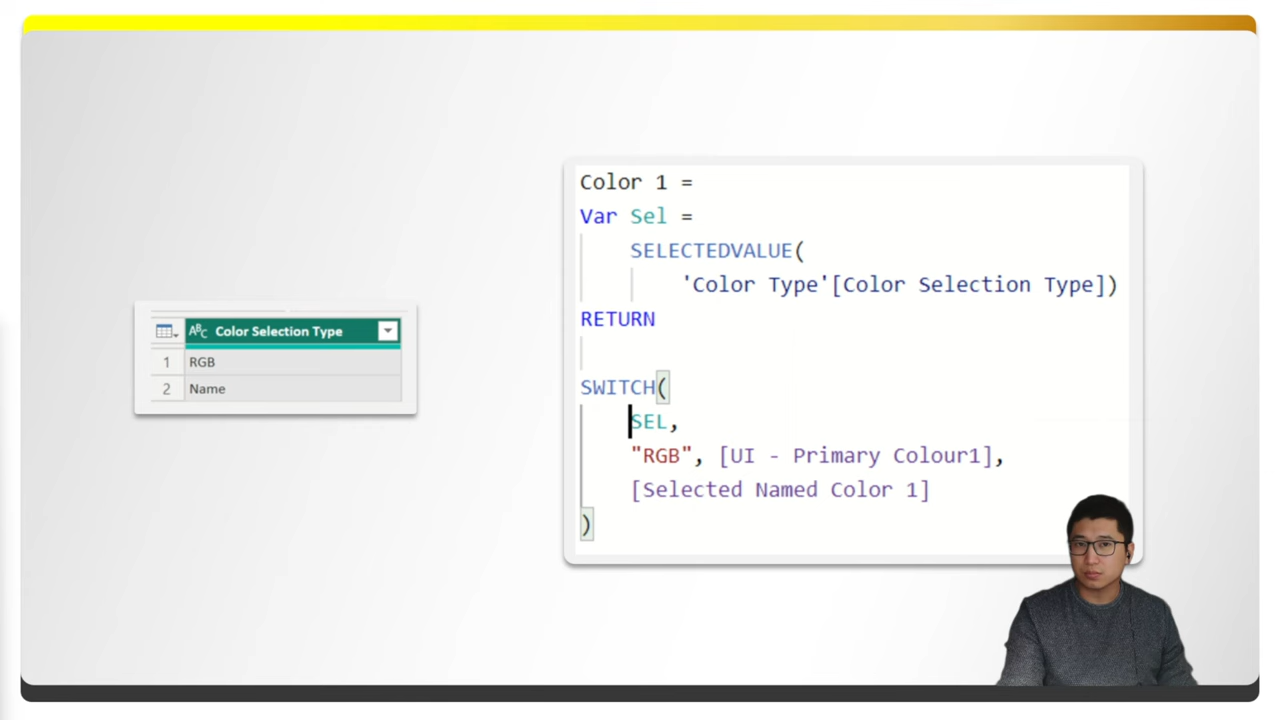 Color Selection Type
1 RGB
2 Name
Color 1 =
Var Sel =
SELECTEDVALUE(
'Color Type'[Color Selection Type])
RETURN
SWITCH(
SEL,
"RGB", [UI - Primary Colour1],
[Selected Named Color 1]
)